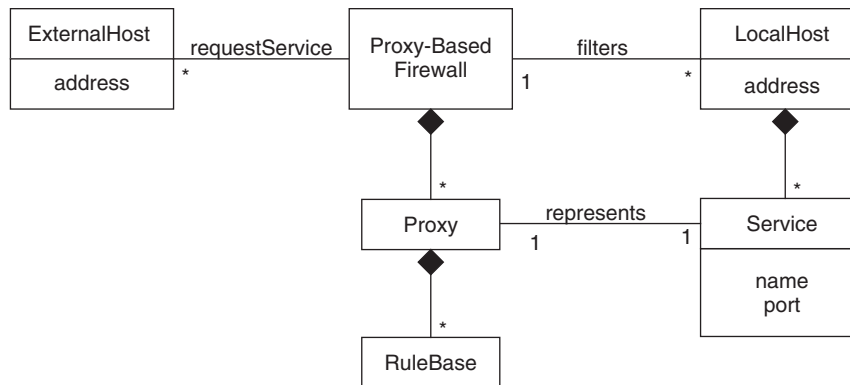 ExternalHost
address
requestService
*
Proxy-Based
Firewall
filters
1
*
LocalHost
address
*
*
Proxy
represents
1
1
Service
name
port
*
RuleBase